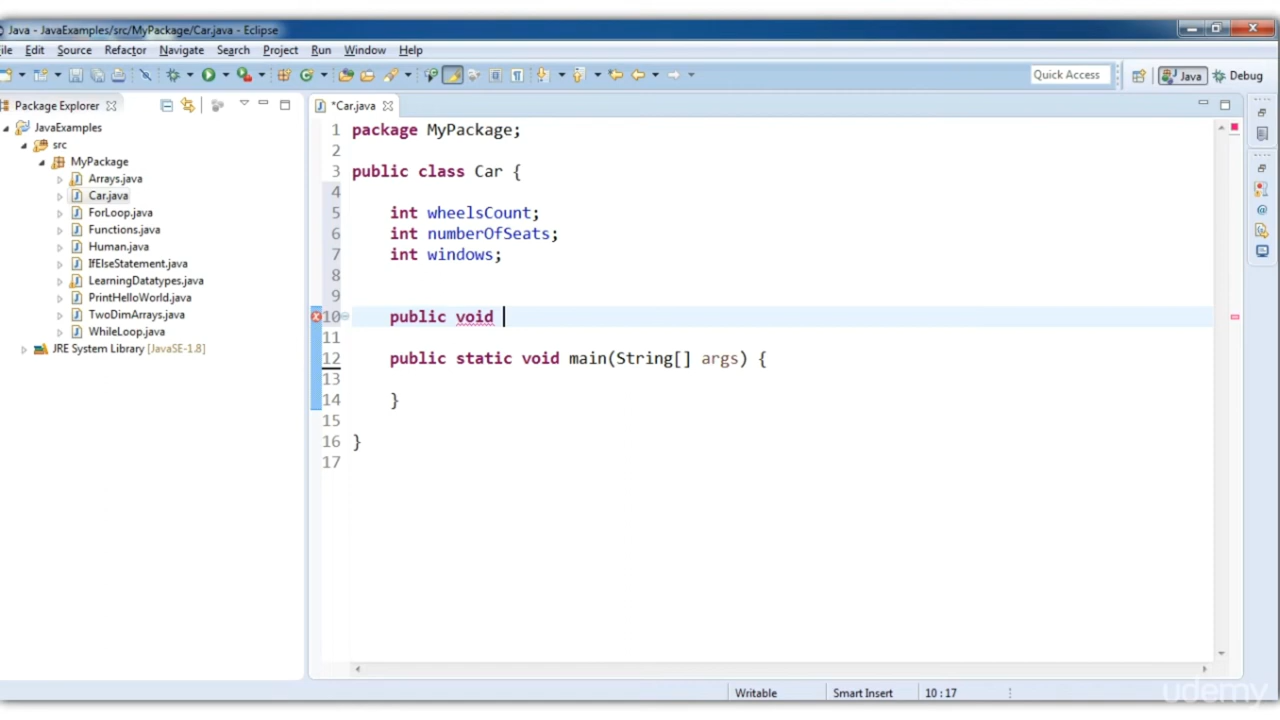 Java - JavaExamples/src/MyPackage/Car.java - Eclipse
ile Edit Source Refactor Navigate Search Project Run Window Help
Quick Access Java Debug
Package Explorer
JavaExamples
src
MyPackage
Arrays.java
Car.java
ForLoop.java
Functions.java
Human.java
IfElseStatement.java
LearningDatatypes.java
PrintHelloWorld.java
TwoDimArrays.java
WhileLoop.java
JRE System Library [JavaSE-1.8]
*Car.java
1 package MyPackage;
2
3 public class Car {
4
5 int wheelsCount;
6 int numberOfSeats;
7 int windows;
8
9
10 public void
11
12 public static void main(String[] args) {
13
14 }
15
16 }
17
Writable Smart Insert 10:17
udemy